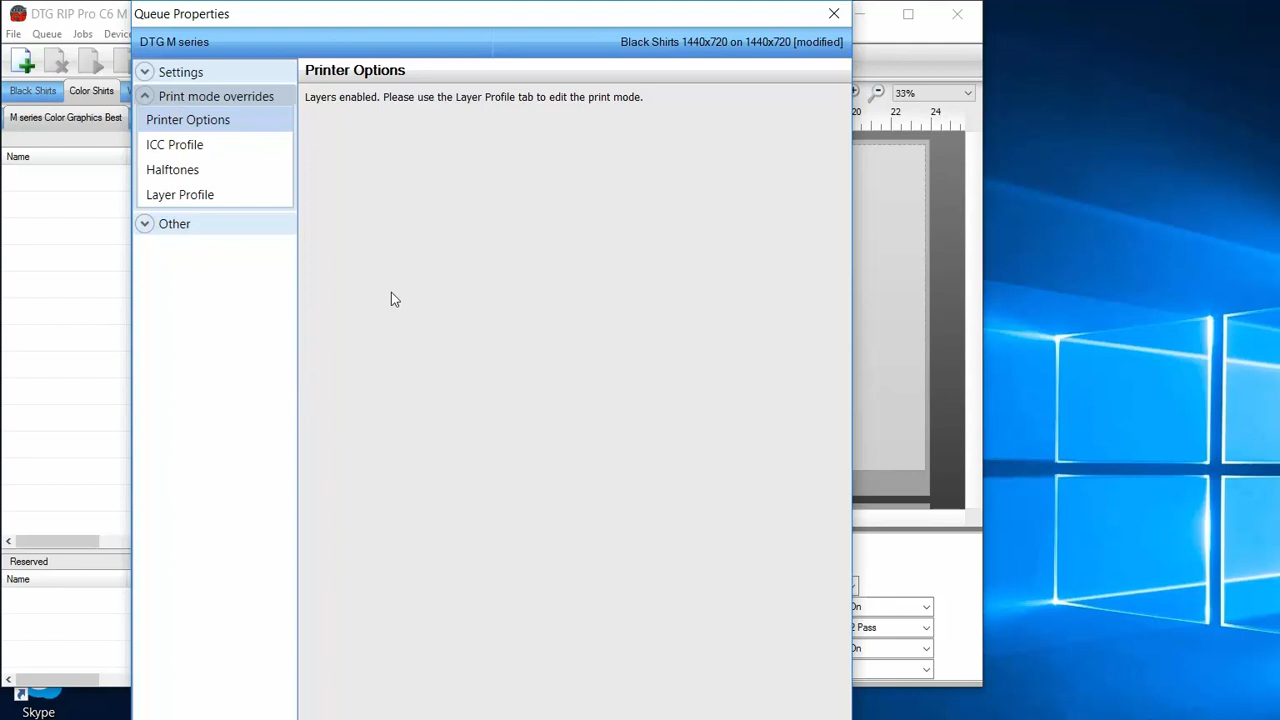 DTG RIP Pro C6 M
Queue Properties
File Queue Jobs
DTG M series
Black Shirts 1440x720 on 1440x720 [modified]
Settings
Printer Options
Print mode overrides
Layers enabled. Please use the Layer Profile tab to edit the print mode.
Printer Options
ICC Profile
Halftones
Layer Profile
Other
Black Shirts
Color Shirts
M series Color Graphics Best
Name
33%
22
24
Reserved
Name
On
2 Pass
On
Skype